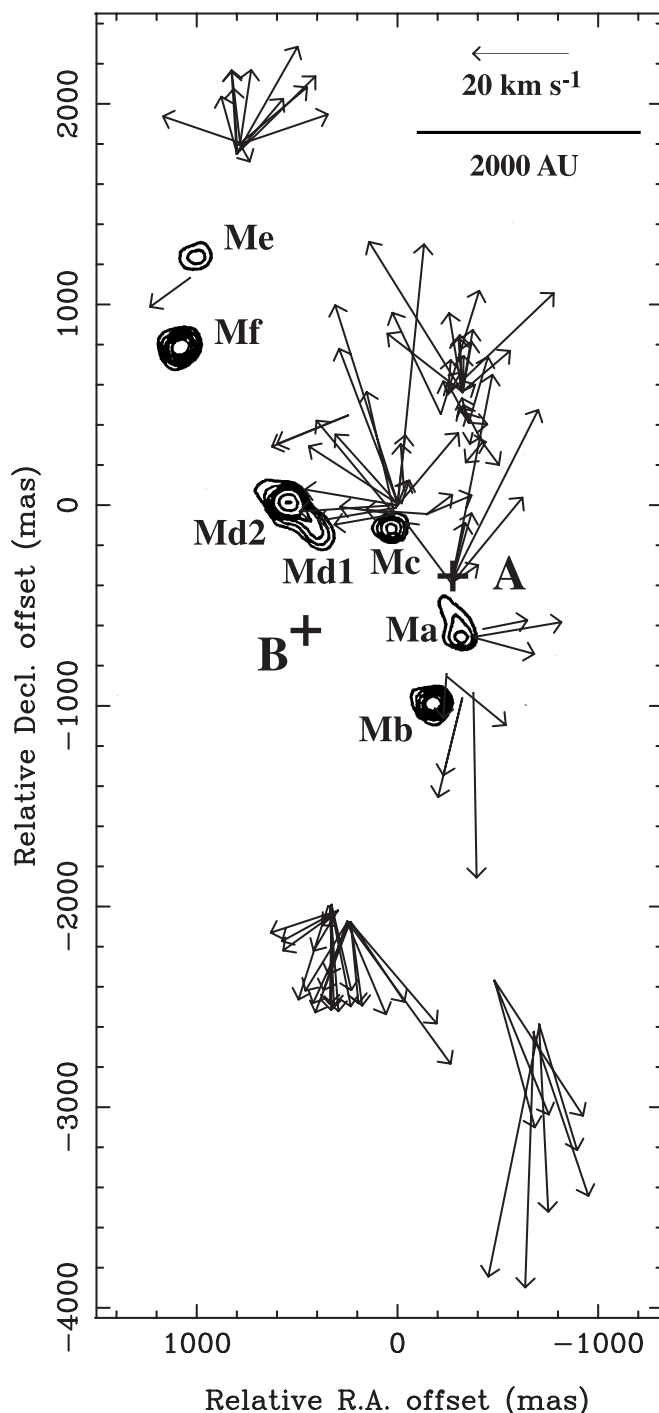 20 km s⁻¹
2000 AU
2000
Me
Mf
1000
0
Md2
Md1
Mc
A
Ma
B
Mb
−1000
−2000
−3000
−4000
Relative Decl. offset (mas)
1000
0
−1000
Relative R.A. offset (mas)